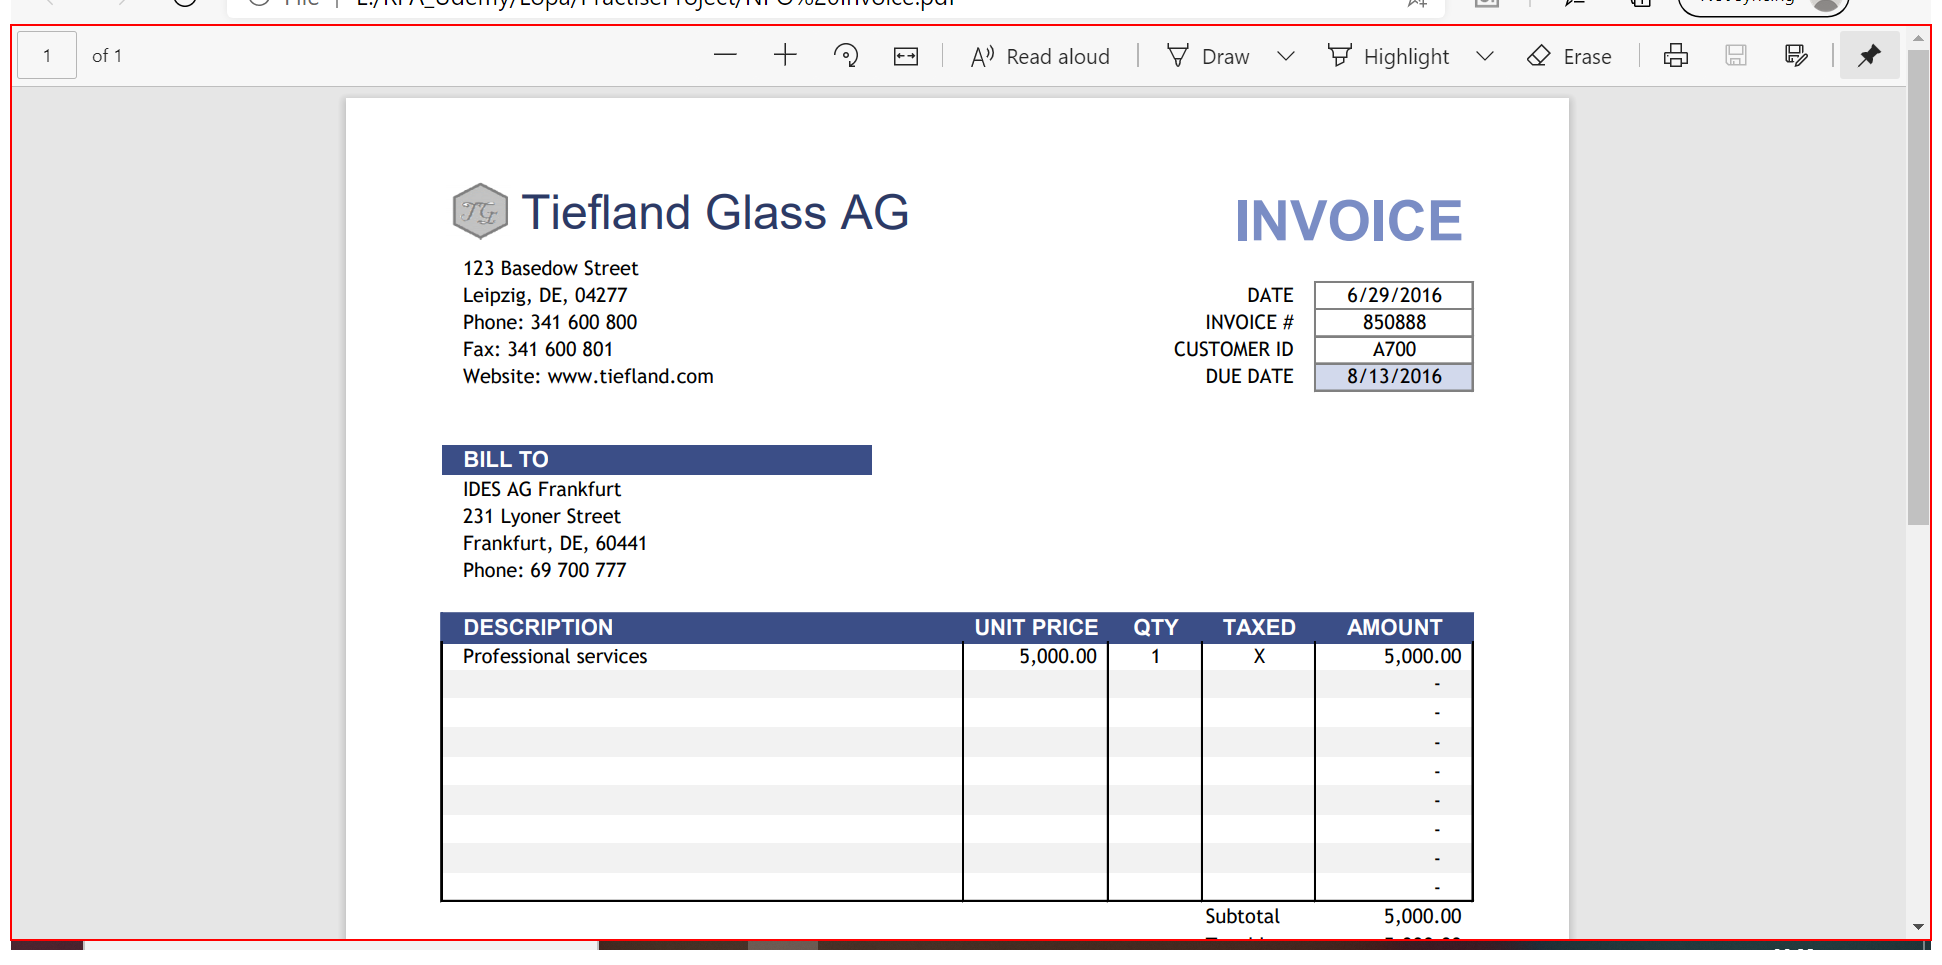 1 of 1 Read aloud Draw Highlight Erase
Tiefland Glass AG
INVOICE
123 Basedow Street
Leipzig, DE, 04277
Phone: 341 600 800
Fax: 341 600 801
Website: www.tiefland.com
DATE 6/29/2016
INVOICE # 850888
CUSTOMER ID A700
DUE DATE 8/13/2016
BILL TO
IDES AG Frankfurt
231 Lyoner Street
Frankfurt, DE, 60441
Phone: 69 700 777
DESCRIPTION UNIT PRICE QTY TAXED AMOUNT
Professional services 5,000.00 1 X 5,000.00
-
-
-
-
-
-
-
-
Subtotal 5,000.00